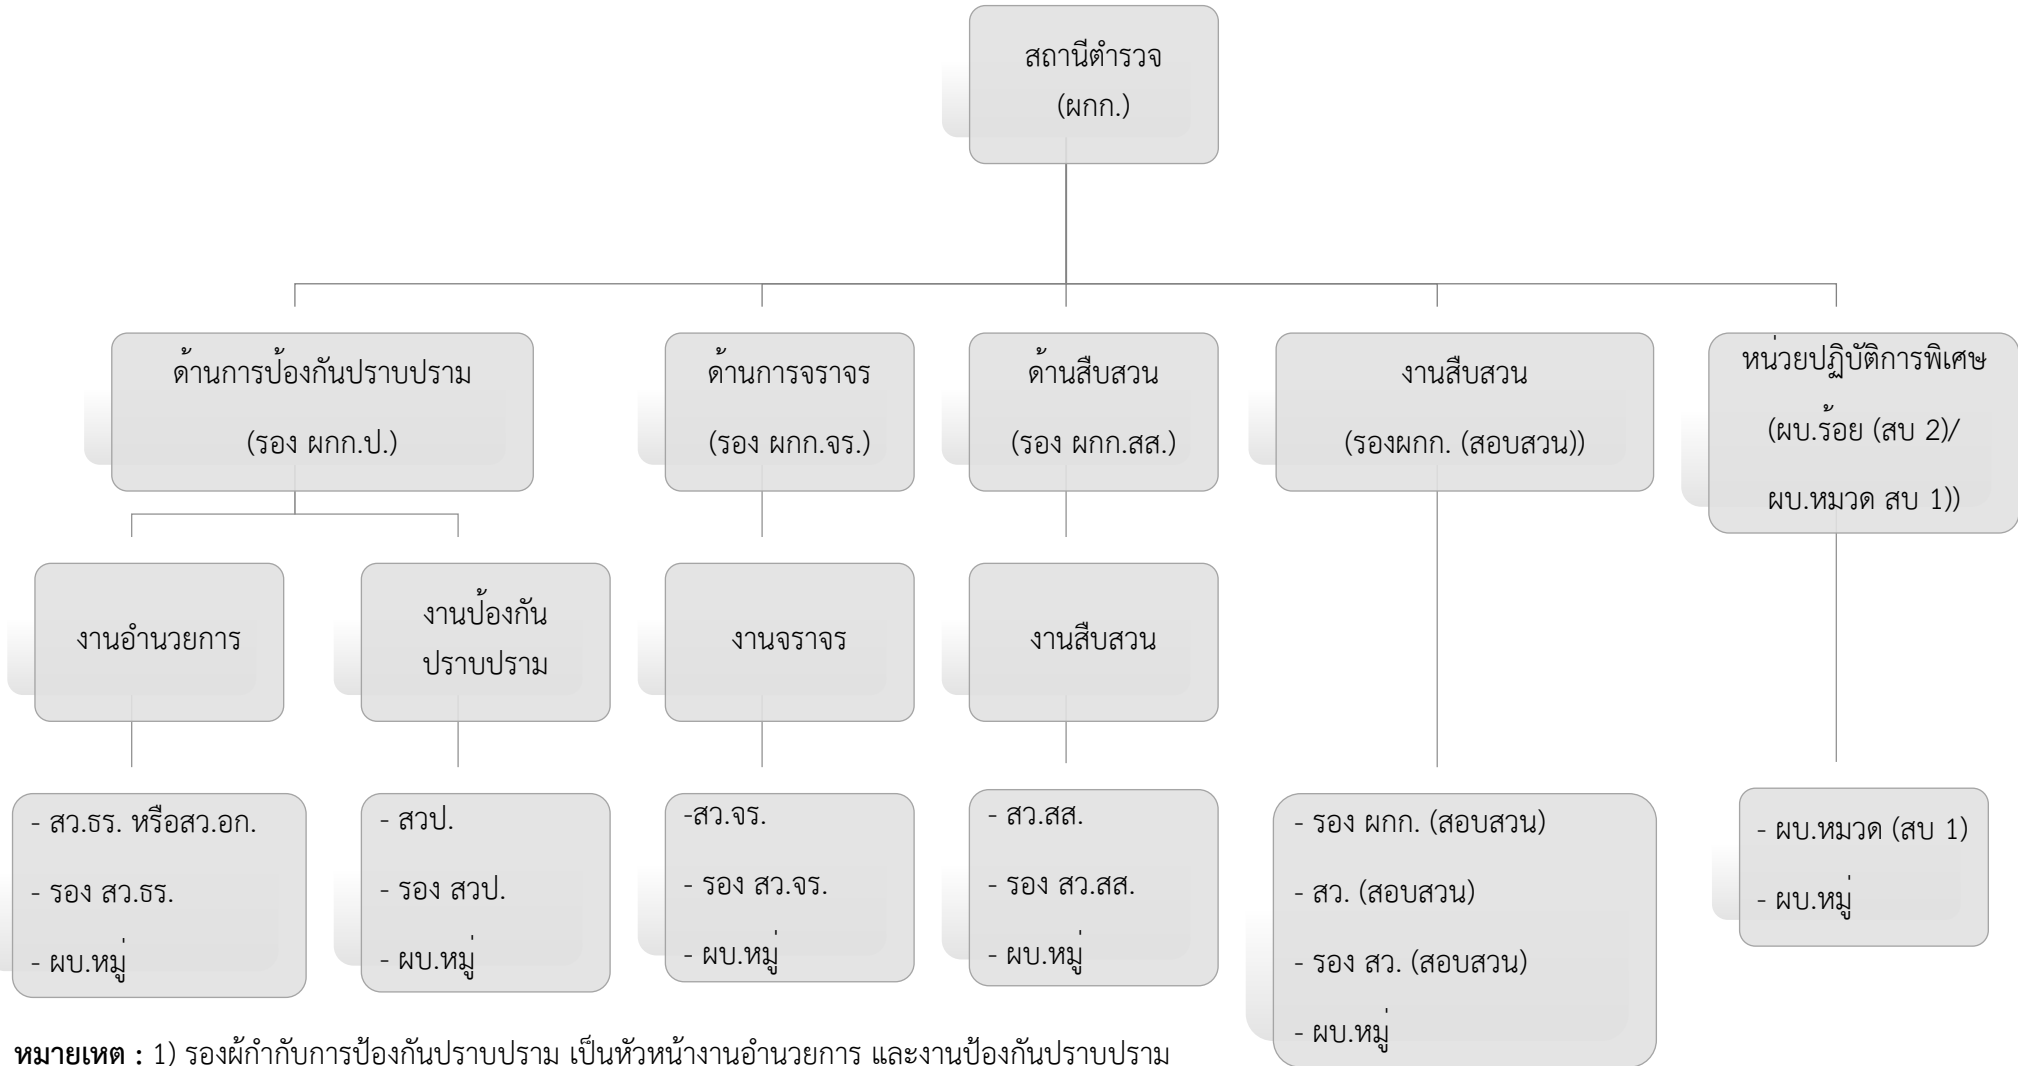 สถานีตำรวจ
(ผกก.)
ด้านการป้องกันปราบปราม
(รอง ผกก.ป.)
ด้านการจราจร
(รอง ผกก.จร.)
ด้านสืบสวน
(รอง ผกก.สส.)
งานสืบสวน
(รองผกก. (สอบสวน))
หน่วยปฏิบัติการพิเศษ
(ผบ.ร้อย (สบ 2)/
ผบ.หมวด สบ 1))
งานอำนวยการ
งานป้องกัน
ปราบปราม
งานจราจร
งานสืบสวน
- สว.ธร. หรือสว.อก.
- รอง สว.ธร.
- ผบ.หมู่
- สวป.
- รอง สวป.
- ผบ.หมู่
-สว.จร.
- รอง สว.จร.
- ผบ.หมู่
- สว.สส.
- รอง สว.สส.
- ผบ.หมู่
- รอง ผกก. (สอบสวน)
- สว. (สอบสวน)
- รอง สว. (สอบสวน)
- ผบ.หมู่
- ผบ.หมวด (สบ 1)
- ผบ.หมู่
หมายเหต : 1) รองผ้กำกับการป้องกันปราบปราม เป็นหัวหน้างานอำนวยการ และงานป้องกันปราบปราม